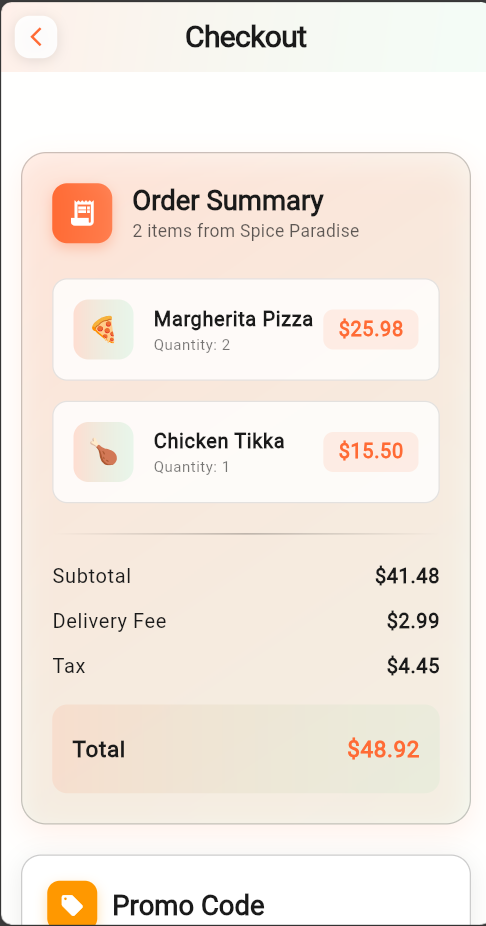 Checkout
Order Summary
2 items from Spice Paradise
Margherita Pizza
$25.98
Quantity: 2
Chicken Tikka
$15.50
Quantity: 1
Subtotal $41.48
Delivery Fee $2.99
Tax $4.45
Total $48.92
Promo Code